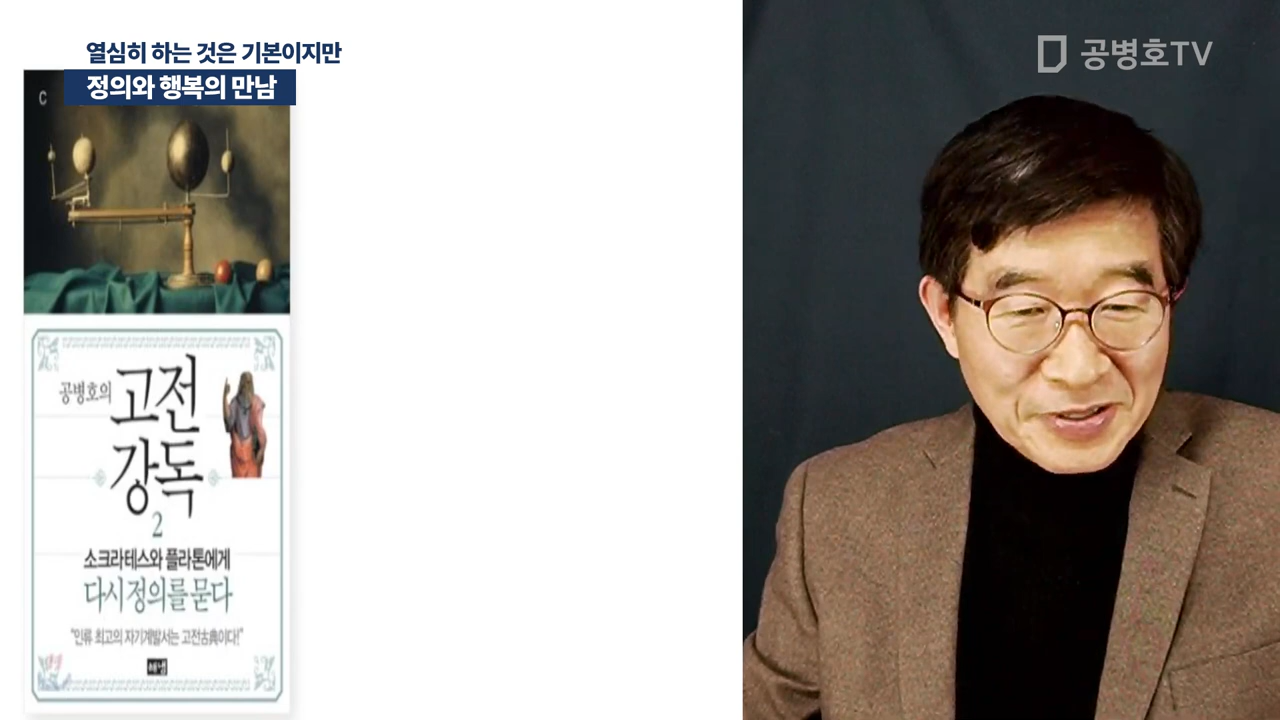 열심히 하는 것은 기본이지만
정의와 행복의 만남
공병호TV
C
공병호의
고전
강독
2
소크라테스와 플라톤에게
다시 정의를 묻다
"인류 최고의 자기계발서는 고전古典이다!"
해냄